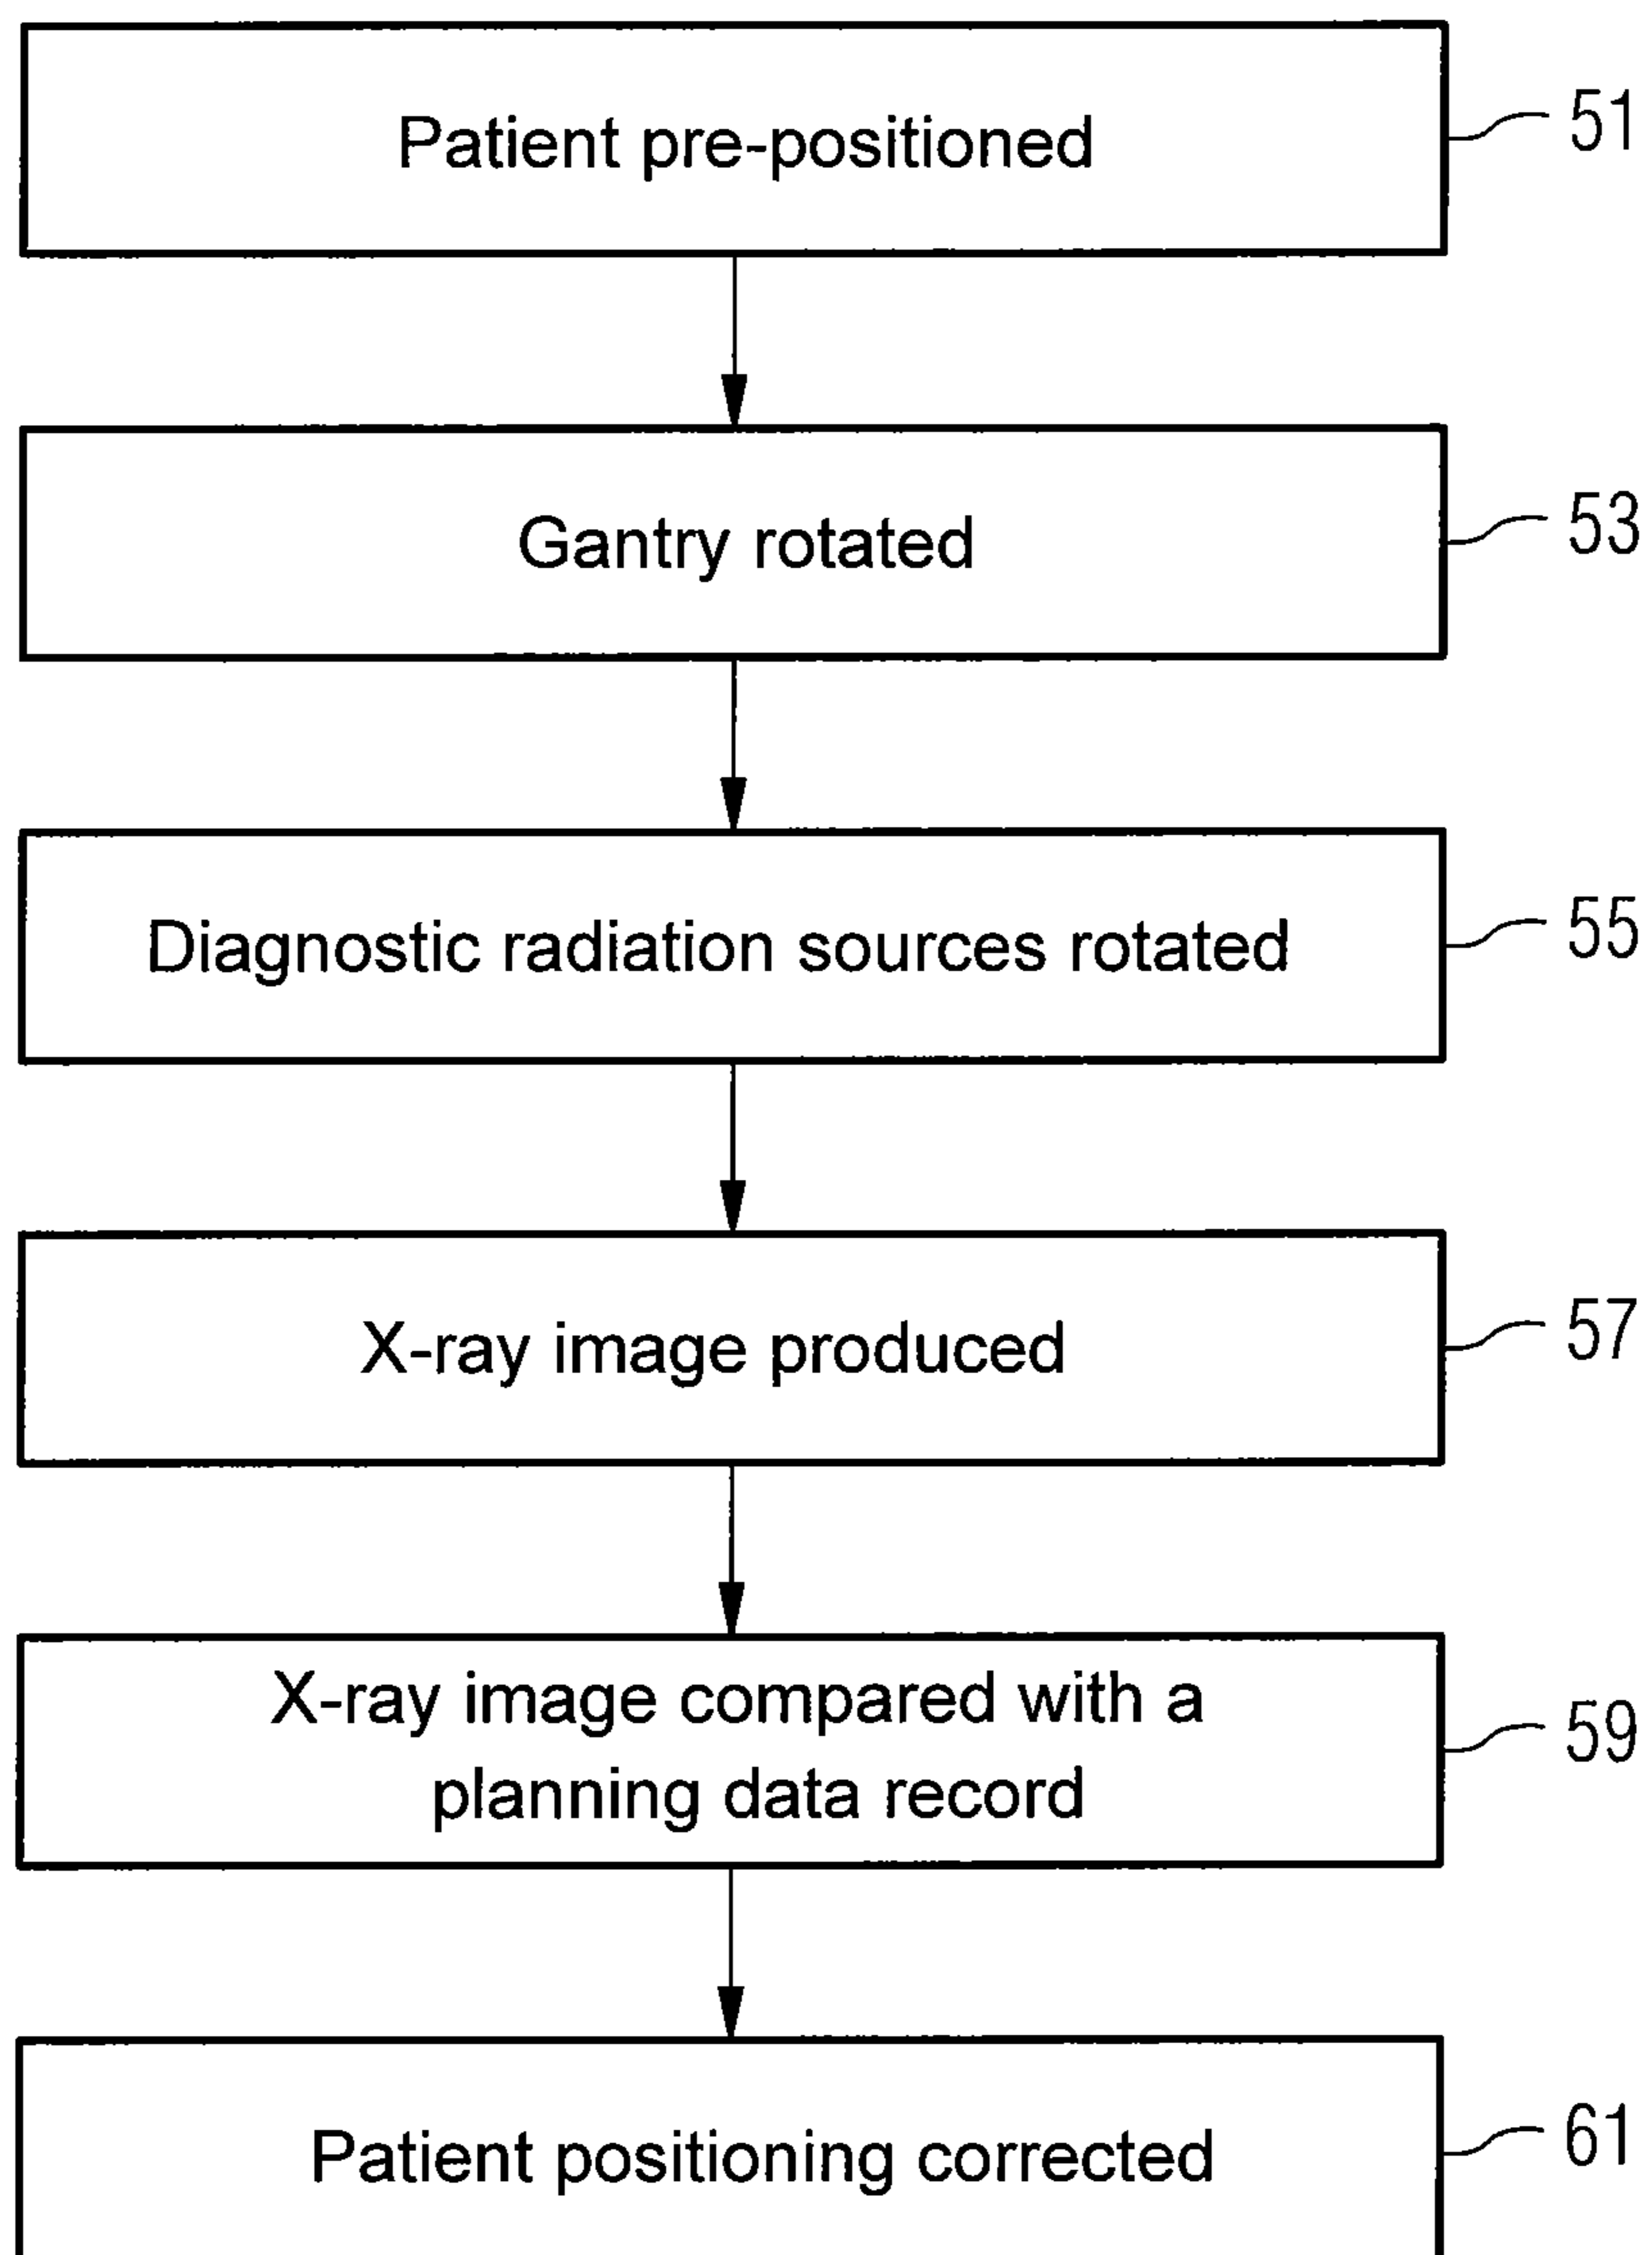 Patient pre-positioned
51
Gantry rotated
53
Diagnostic radiation sources rotated
55
X-ray image produced
57
X-ray image compared with a
planning data record
59
Patient positioning corrected
61